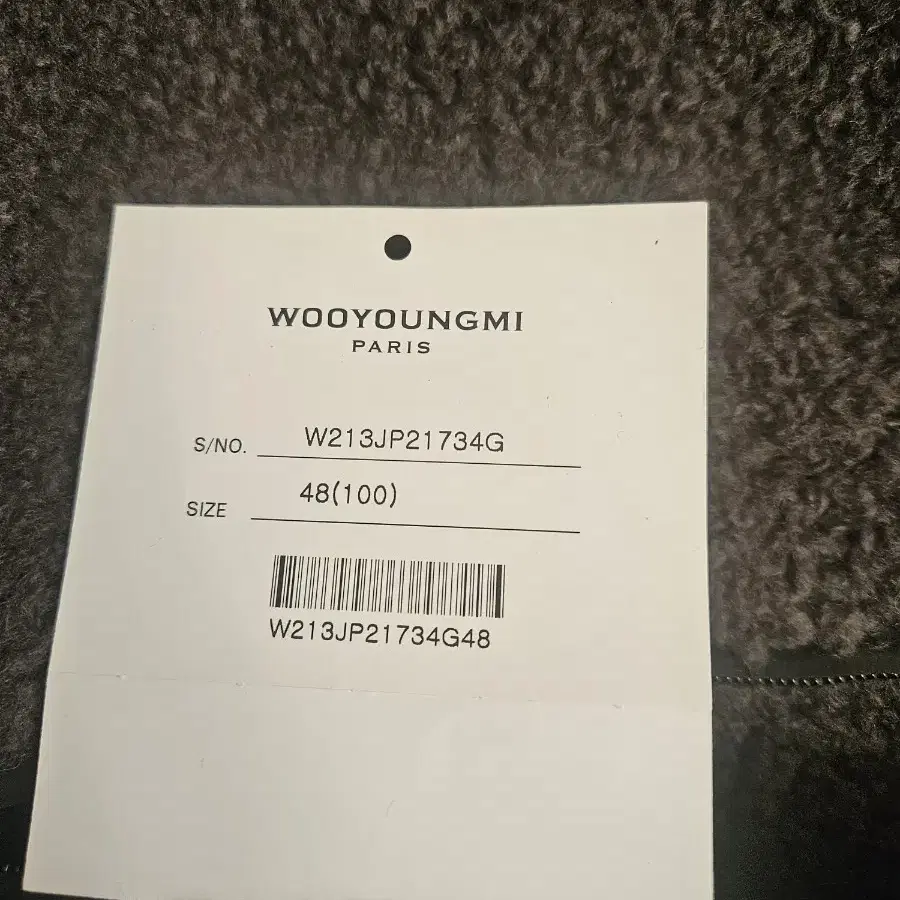 WOOYOUNGMI
PARIS
S/NO. W213JP21734G
SIZE 48(100)
W213JP21734G48